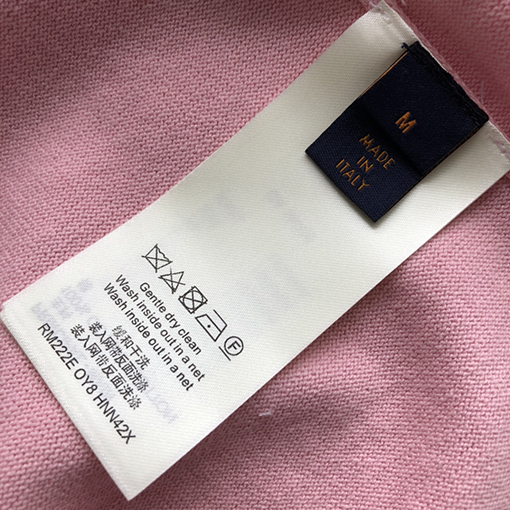 M
MADE
IN
ITALY
Gentle dry clean
Wash inside out in a net
Wash inside out in a net
缓和干洗
装入网带反面洗涤
装入网带反面洗涤
RM222E OY8 HNN42X